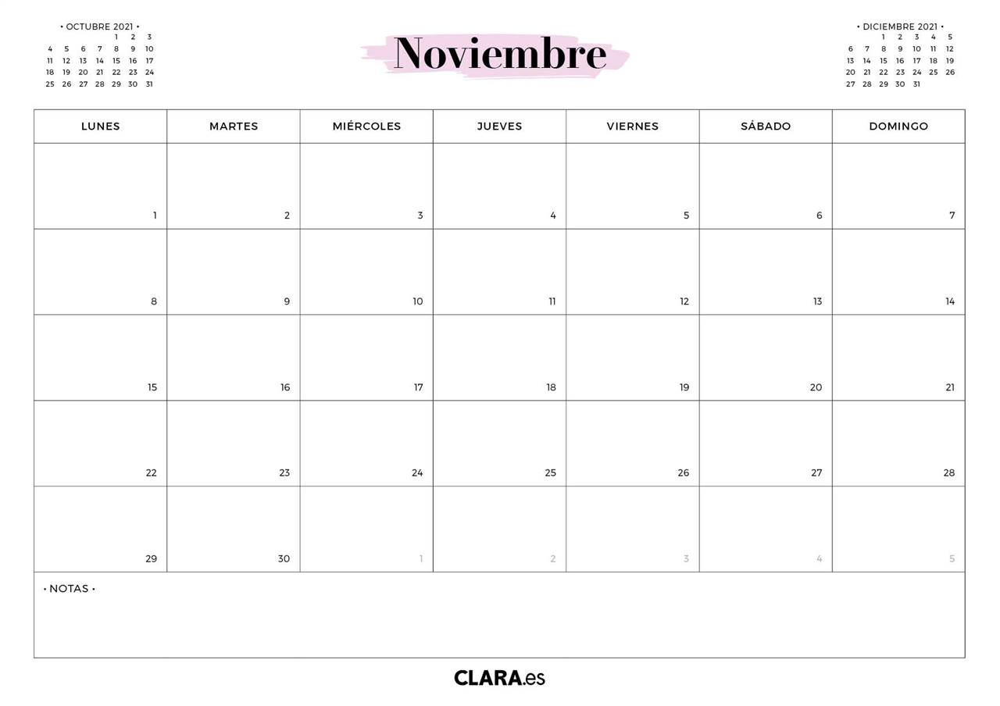 • OCTUBRE 2021 •
1 2 3
4 5 6 7 8 9 10
11 12 13 14 15 16 17
18 19 20 21 22 23 24
25 26 27 28 29 30 31
Noviembre
• DICIEMBRE 2021 •
1 2 3 4 5
6 7 8 9 10 11 12
13 14 15 16 17 18 19
20 21 22 23 24 25 26
27 28 29 30 31
LUNES MARTES MIÉRCOLES JUEVES VIERNES SÁBADO DOMINGO
1 2 3 4 5 6 7
8 9 10 11 12 13 14
15 16 17 18 19 20 21
22 23 24 25 26 27 28
29 30 1 2 3 4 5
• NOTAS •
CLARA.es